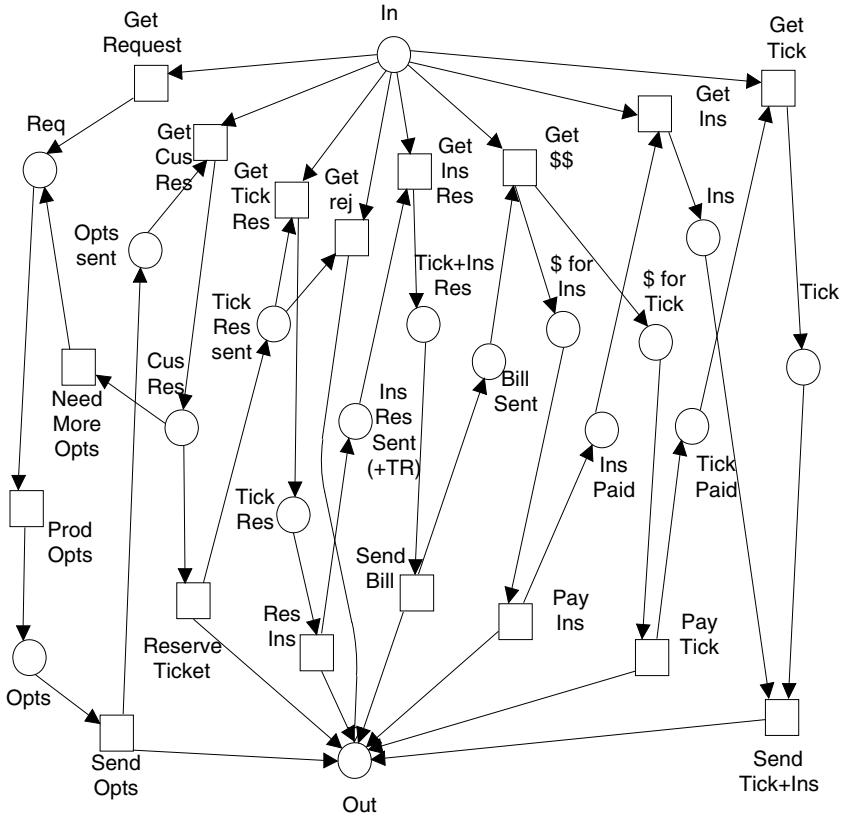 In
Get
Request
Get
Tick
Get
Ins
Req
Get
Cus
Res
Get
Tick
Res
Get
rej
Get
Ins
Res
Get
$$
Ins
Opts
sent
Tick+Ins
Res
$ for
Ins
$ for
Tick
Tick
Tick
Res
sent
Cus
Res
Need
More
Opts
Ins
Res
Sent
(+TR)
Bill
Sent
Ins
Paid
Tick
Paid
Tick
Res
Prod
Opts
Send
Bill
Res
Ins
Pay
Ins
Pay
Tick
Reserve
Ticket
Opts
Send
Opts
Send
Tick+Ins
Out